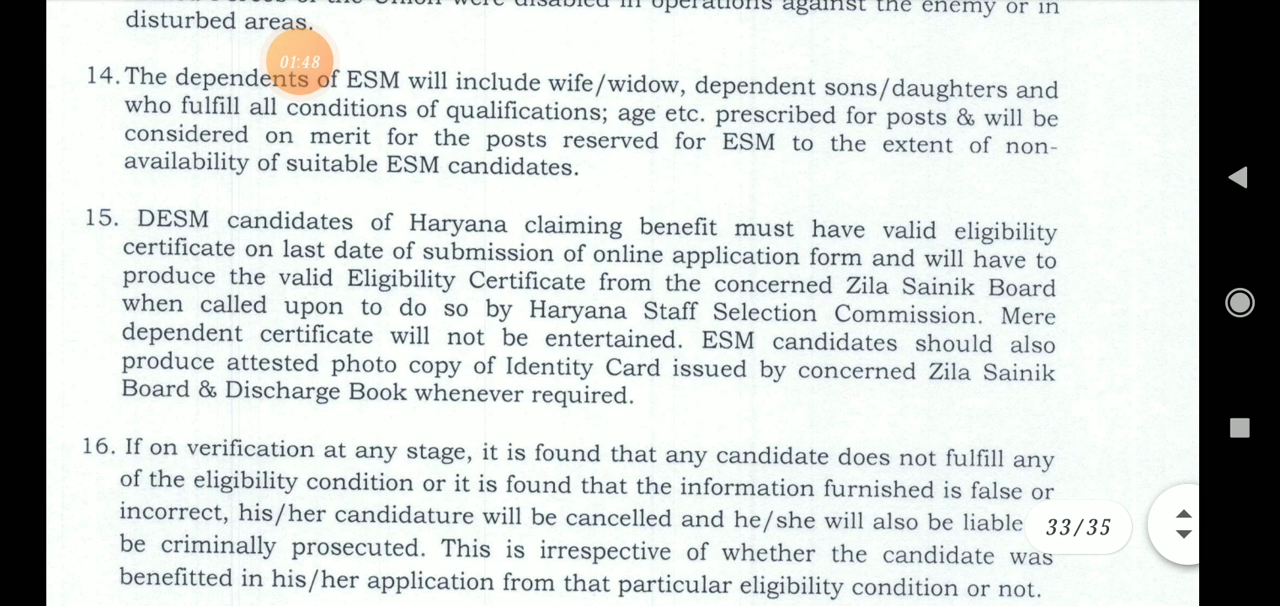 disabled in operations against the enemy or in
disturbed areas.
01:48
14. The dependents of ESM will include wife/widow, dependent sons/daughters and
who fulfill all conditions of qualifications; age etc. prescribed for posts & will be
considered on merit for the posts reserved for ESM to the extent of non-
availability of suitable ESM candidates.
15. DESM candidates of Haryana claiming benefit must have valid eligibility
certificate on last date of submission of online application form and will have to
produce the valid Eligibility Certificate from the concerned Zila Sainik Board
when called upon to do so by Haryana Staff Selection Commission. Mere
dependent certificate will not be entertained. ESM candidates should also
produce attested photo copy of Identity Card issued by concerned Zila Sainik
Board & Discharge Book whenever required.
16. If on verification at any stage, it is found that any candidate does not fulfill any
of the eligibility condition or it is found that the information furnished is false or
incorrect, his/her candidature will be cancelled and he/she will also be liable
33/35
be criminally prosecuted. This is irrespective of whether the candidate was
benefitted in his/her application from that particular eligibility condition or not.